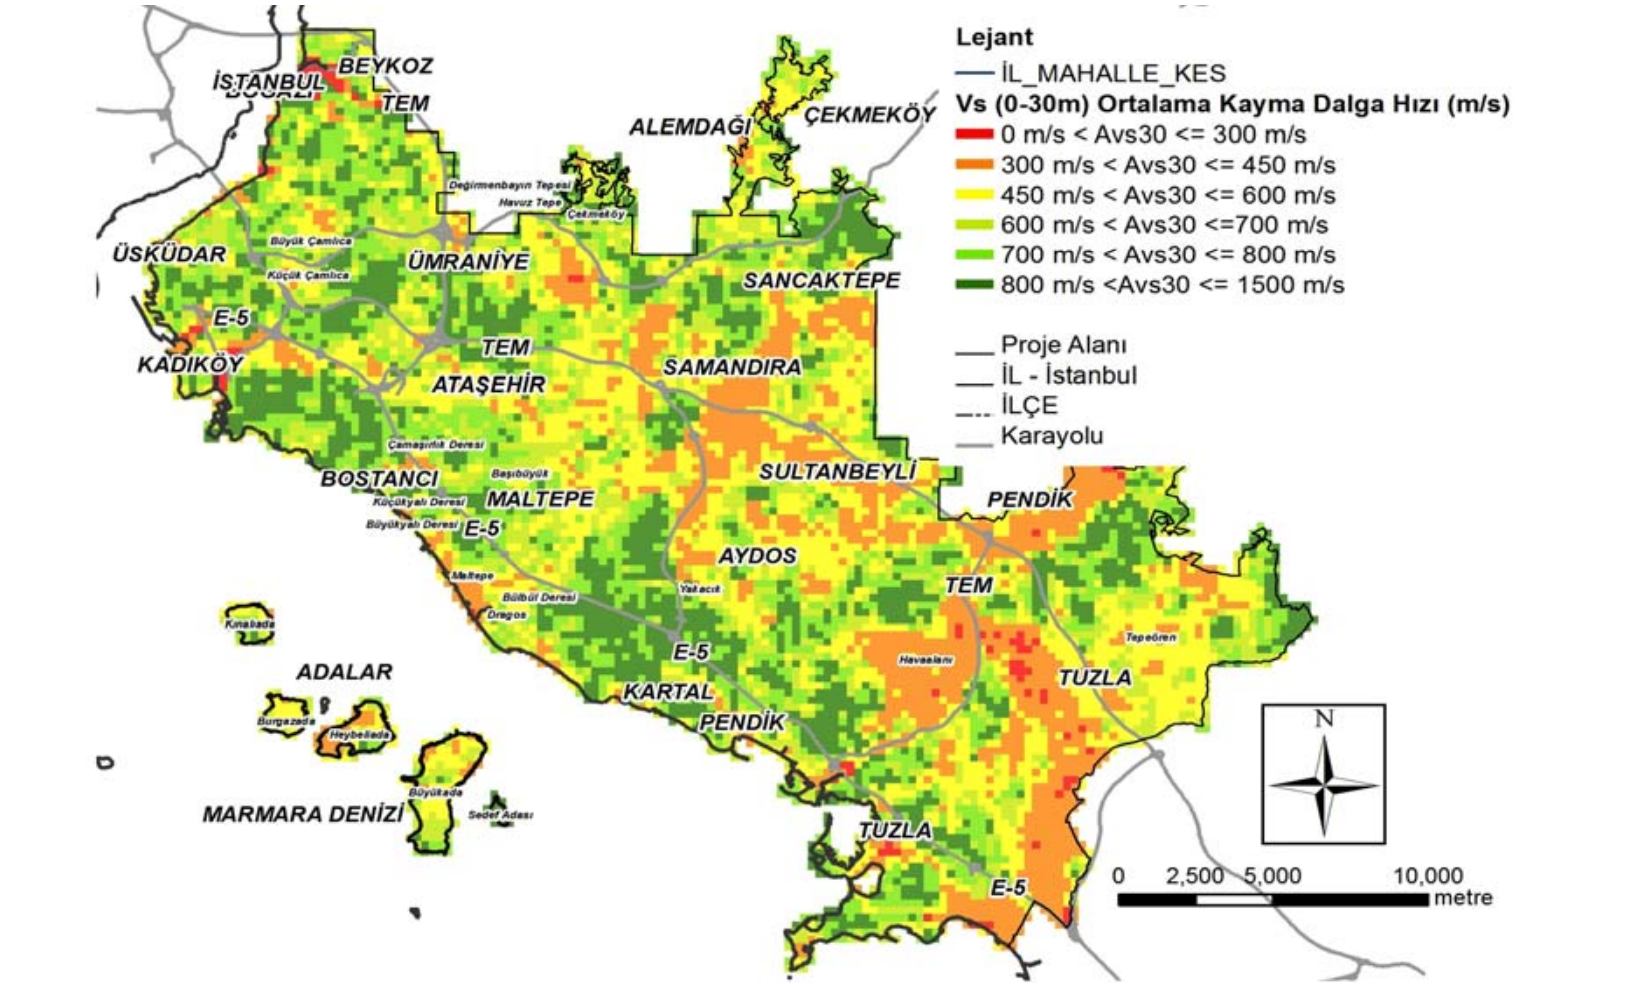 Lejant
İL_MAHALLE_KES
Vs (0-30m) Ortalama Kayma Dalga Hızı (m/s)
0 m/s < Avs30 <= 300 m/s
300 m/s < Avs30 <= 450 m/s
450 m/s < Avs30 <= 600 m/s
600 m/s < Avs30 <=700 m/s
700 m/s < Avs30 <= 800 m/s
800 m/s <Avs30 <= 1500 m/s
Proje Alanı
İL - İstanbul
İLÇE
Karayolu
BEYKOZ
İSTANBUL
BOĞAZI
TEM
ALEMDAĞI
ÇEKMEKÖY
Değirmenbayın Tepesi
Havuz Tepe
Çekmeköy
Büyük Çamlıca
ÜSKÜDAR
Küçük Çamlıca
ÜMRANİYE
SANCAKTEPE
E-5
TEM
KADIKÖY
SAMANDIRA
ATAŞEHİR
Çamaşırlık Deresi
BOSTANCI
Başıbüyük
SULTANBEYLİ
Küçükyalı Deresi
MALTEPE
PENDİK
Büyükyalı Deresi
E-5
AYDOS
Maltepe
TEM
Yakacık
Bülbül Deresi
Dragos
Kınalıada
Tepeören
E-5
Havaalanı
ADALAR
TUZLA
KARTAL
Burgazada
PENDİK
Heybeliada
Büyükada
MARMARA DENİZİ
Sedef Adası
TUZLA
E-5
N
0 2,500 5,000 10,000
metre